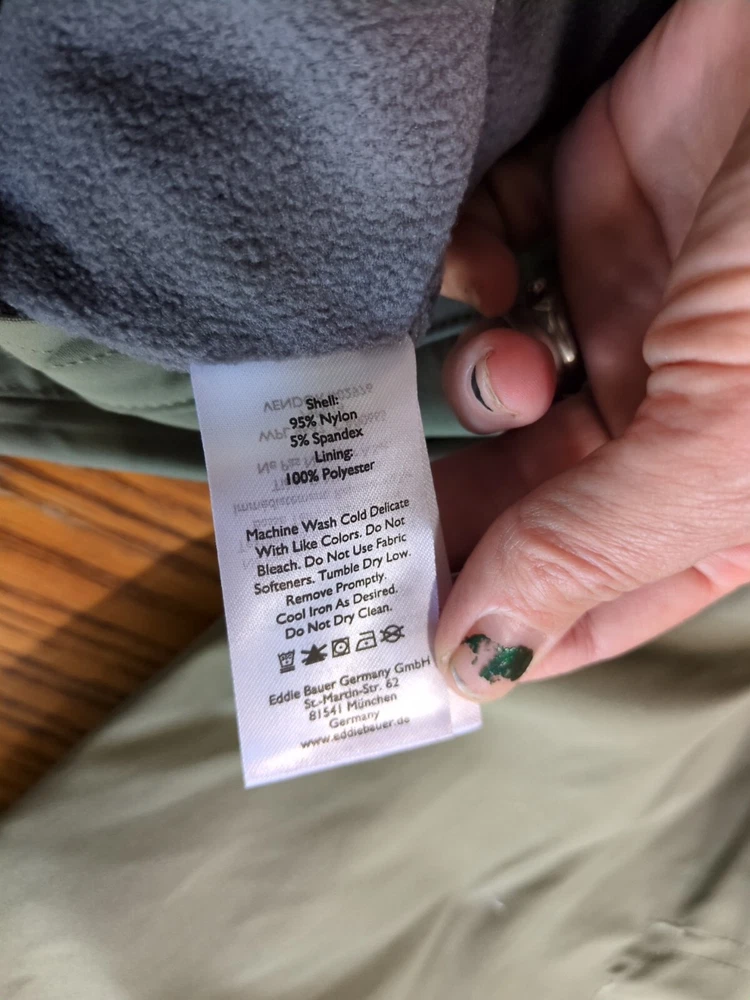 Shell:
95% Nylon
5% Spandex
Lining:
100% Polyester
Machine Wash Cold Delicate
With Like Colors. Do Not
Bleach. Do Not Use Fabric
Softeners. Tumble Dry Low.
Remove Promptly.
Cool Iron As Desired.
Do Not Dry Clean.
Eddie Bauer Germany GmbH
St.-Martin-Str. 62
81541 München
Germany
www.eddiebauer.de